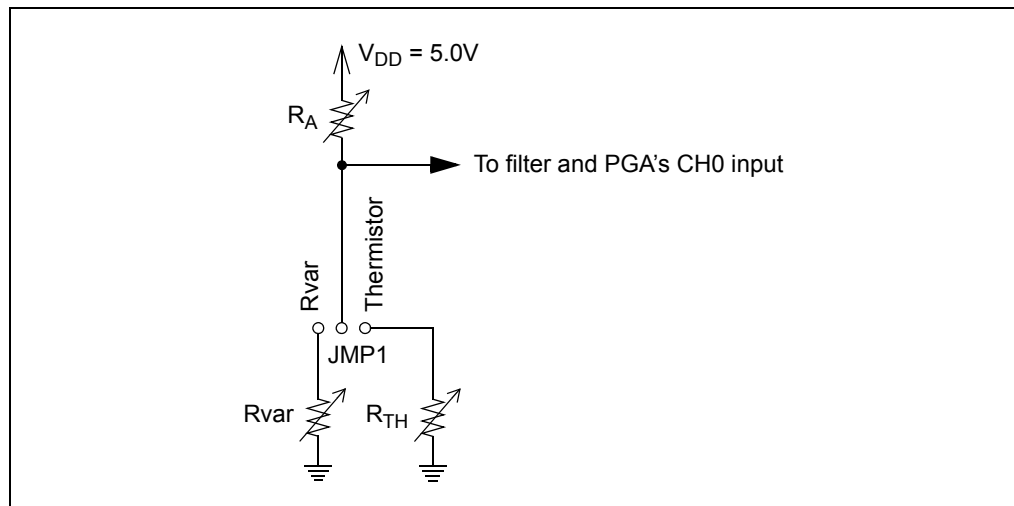 V_DD = 5.0V
R_A
To filter and PGA's CH0 input
Rvar
Thermistor
JMP1
Rvar
R_TH